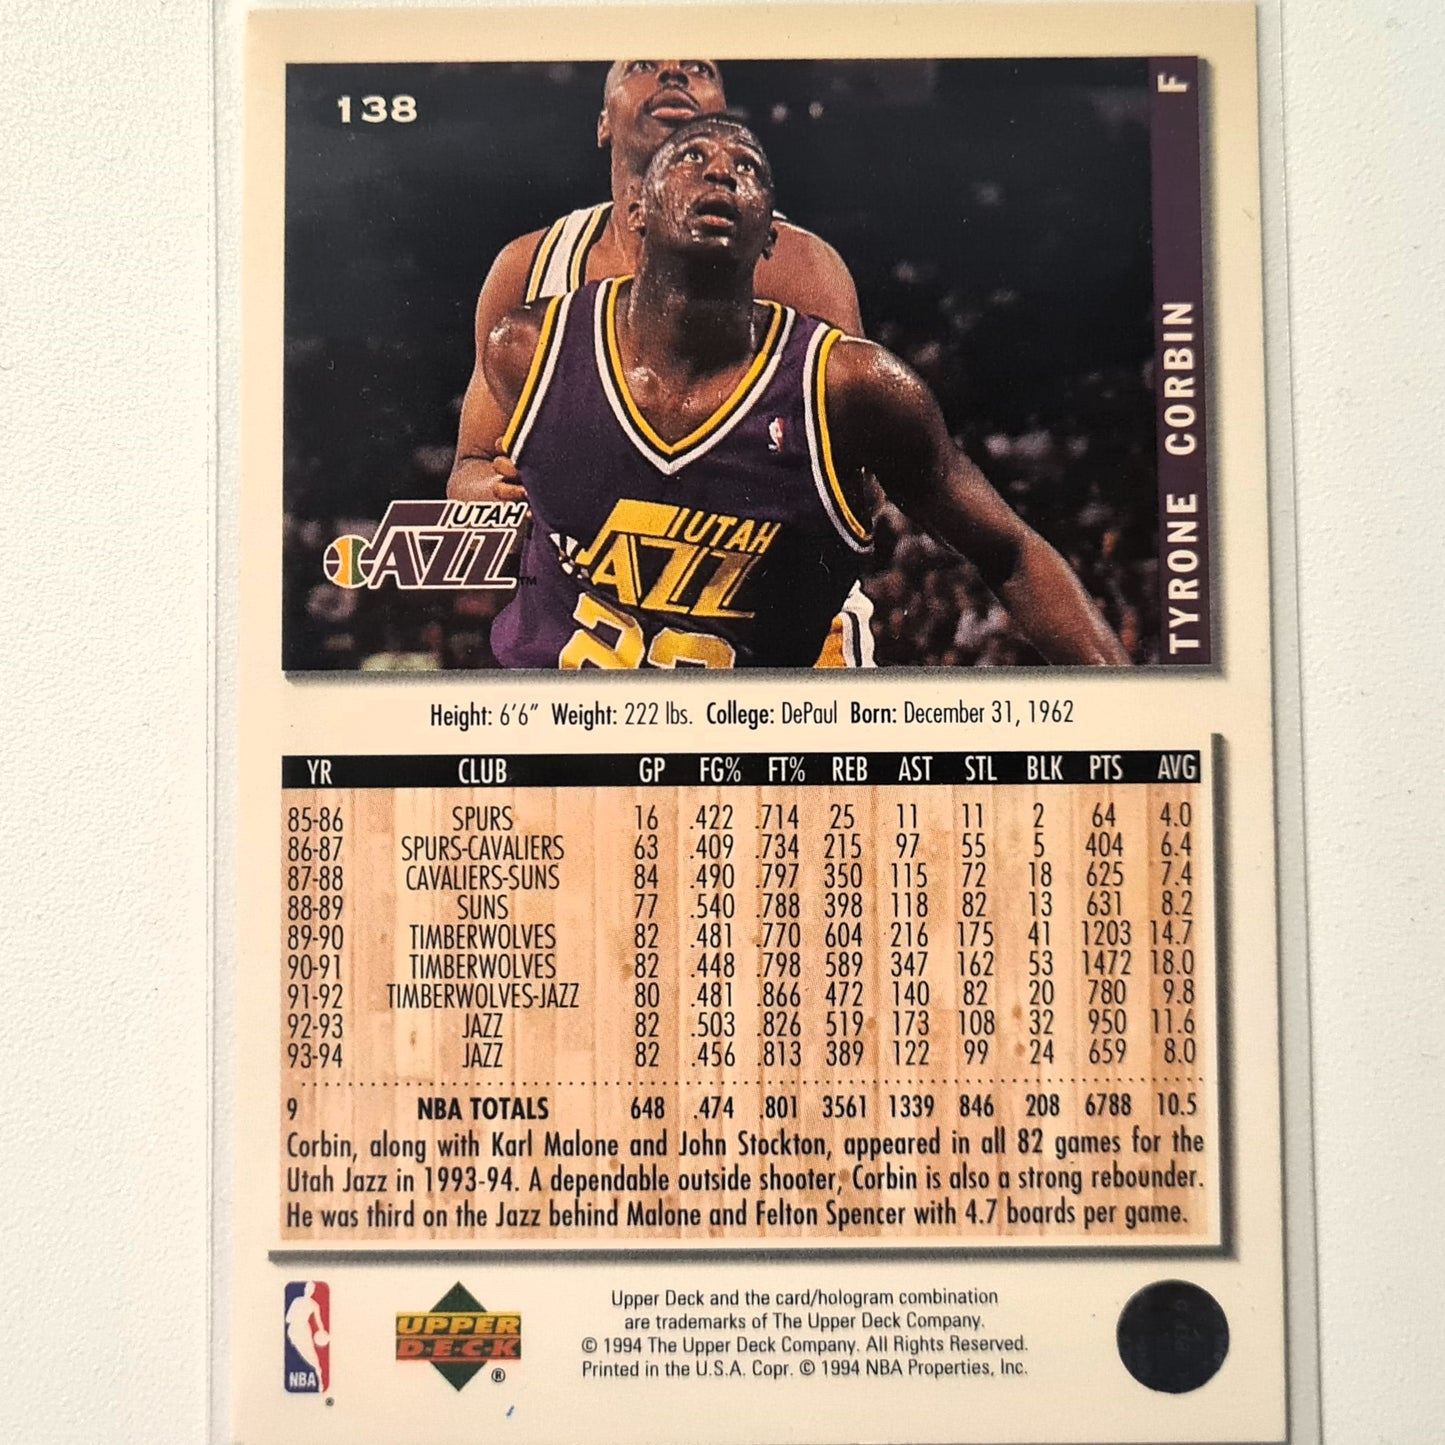 138
F
TYRONE CORBIN
UTAH
JAZZ
TM
UTAH
JAZZ
23
Height: 6'6" Weight: 222 lbs. College: DePaul Born: December 31, 1962
YR CLUB GP FG% FT% REB AST STL BLK PTS AVG
85-86 SPURS 16 .422 .714 25 11 11 2 64 4.0
86-87 SPURS-CAVALIERS 63 .409 .734 215 97 55 5 404 6.4
87-88 CAVALIERS-SUNS 84 .490 .797 350 115 72 18 625 7.4
88-89 SUNS 77 .540 .788 398 118 82 13 631 8.2
89-90 TIMBERWOLVES 82 .481 .770 604 216 175 41 1203 14.7
90-91 TIMBERWOLVES 82 .448 .798 589 347 162 53 1472 18.0
91-92 TIMBERWOLVES-JAZZ 80 .481 .866 472 140 82 20 780 9.8
92-93 JAZZ 82 .503 .826 519 173 108 32 950 11.6
93-94 JAZZ 82 .456 .813 389 122 99 24 659 8.0
9 NBA TOTALS 648 .474 .801 3561 1339 846 208 6788 10.5
Corbin, along with Karl Malone and John Stockton, appeared in all 82 games for the
Utah Jazz in 1993-94. A dependable outside shooter, Corbin is also a strong rebounder.
He was third on the Jazz behind Malone and Felton Spencer with 4.7 boards per game.
NBA
®
UPPER
D·E·C·K
®
Upper Deck and the card/hologram combination
are trademarks of The Upper Deck Company.
© 1994 The Upper Deck Company. All Rights Reserved.
Printed in the U.S.A. Copr. © 1994 NBA Properties, Inc.